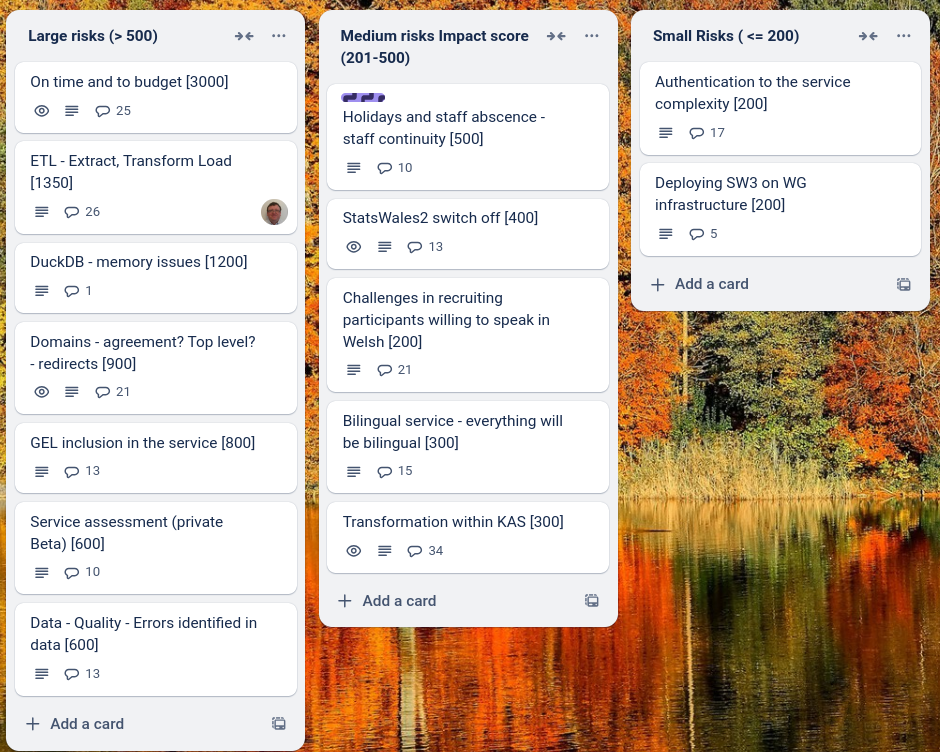 Large risks (> 500)
On time and to budget [3000]
25
ETL - Extract, Transform Load
[1350]
26
DuckDB - memory issues [1200]
1
Domains - agreement? Top level?
- redirects [900]
21
GEL inclusion in the service [800]
13
Service assessment (private
Beta) [600]
10
Data - Quality - Errors identified in
data [600]
13
Add a card
Medium risks Impact score
(201-500)
Holidays and staff abscence -
staff continuity [500]
10
StatsWales2 switch off [400]
13
Challenges in recruiting
participants willing to speak in
Welsh [200]
21
Bilingual service - everything will
be bilingual [300]
15
Transformation within KAS [300]
34
Add a card
Small Risks ( <= 200)
Authentication to the service
complexity [200]
17
Deploying SW3 on WG
infrastructure [200]
5
Add a card